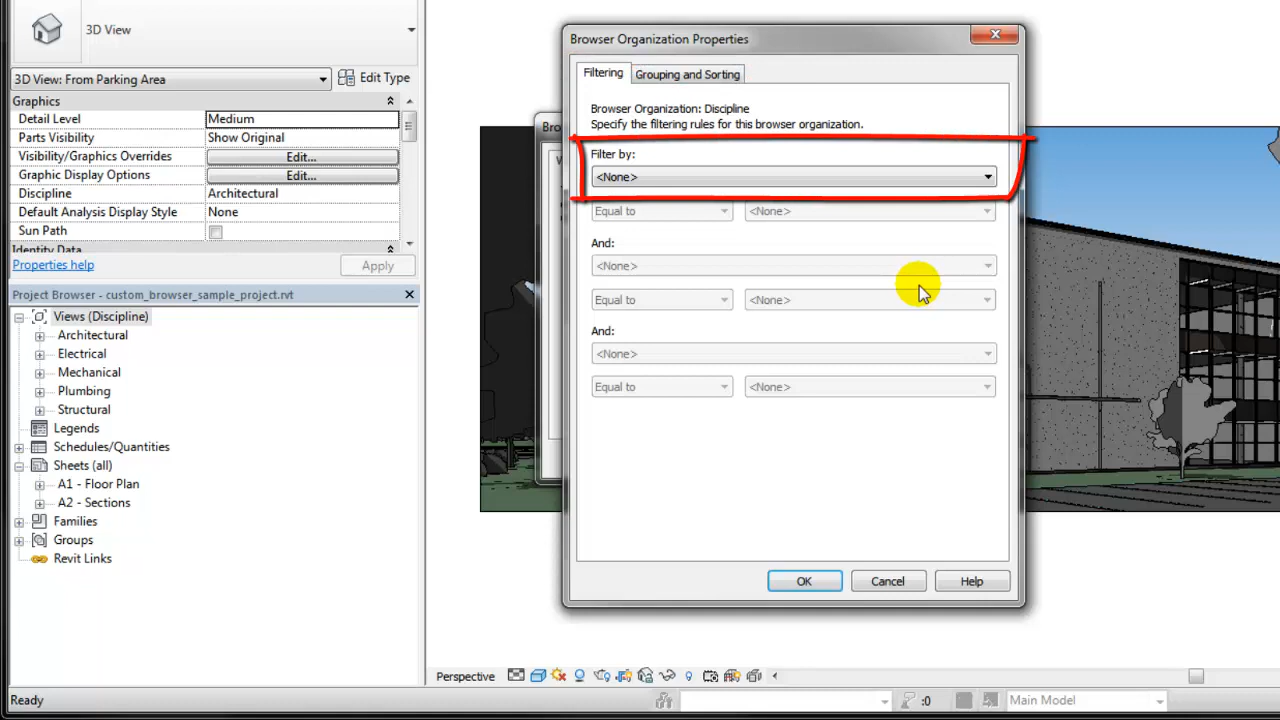 3D View
3D View: From Parking Area
Edit Type
Graphics
Detail Level
Medium
Parts Visibility
Show Original
Visibility/Graphics Overrides
Edit...
Graphic Display Options
Edit...
Discipline
Architectural
Default Analysis Display Style
None
Sun Path
Identity Data
Properties help
Apply
Project Browser - custom_browser_sample_project.rvt
Views (Discipline)
Architectural
Electrical
Mechanical
Plumbing
Structural
Legends
Schedules/Quantities
Sheets (all)
A1 - Floor Plan
A2 - Sections
Families
Groups
Revit Links
Browser Organization Properties
Filtering
Grouping and Sorting
Browser Organization: Discipline
Specify the filtering rules for this browser organization.
Filter by:
<None>
Equal to
<None>
And:
<None>
Equal to
<None>
And:
<None>
Equal to
<None>
OK
Cancel
Help
Perspective
Ready
:0
Main Model